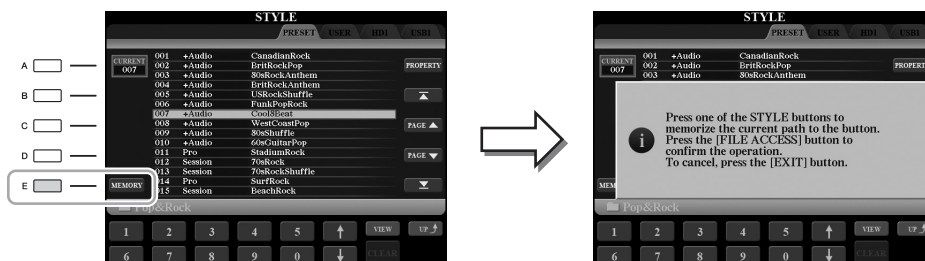 STYLE
PRESET USER HD1 USB1
CURRENT
007
001 +Audio CanadianRock
002 +Audio BritRockPop
003 +Audio 80sRockAnthem
004 +Audio BritRockAnthem
005 +Audio USRockShuffle
006 +Audio FunkPopRock
007 +Audio Cool8Beat
008 +Audio WestCoastPop
009 +Audio 80sShuffle
010 +Audio 60sGuitarPop
011 Pro StadiumRock
012 Session 70sRock
013 Session 70sRockShuffle
014 Pro SurfRock
015 Session BeachRock
PROPERTY
PAGE
PAGE
A
B
C
D
E
MEMORY
Pop&Rock
1 2 3 4 5 VIEW UP
6 7 8 9 0 CLEAR
STYLE
PRESET USER HD1 USB1
CURRENT
007
001 +Audio CanadianRock
002 +Audio BritRockPop
003 +Audio 80sRockAnthem
PROPERT
Press one of the STYLE buttons to
memorize the current path to the button.
Press the [FILE ACCESS] button to
confirm the operation.
To cancel, press the [EXIT] button.
MEM
Pop&Rock
1 2 3 4 5 VIEW UP
6 7 8 9 0 CLEAR